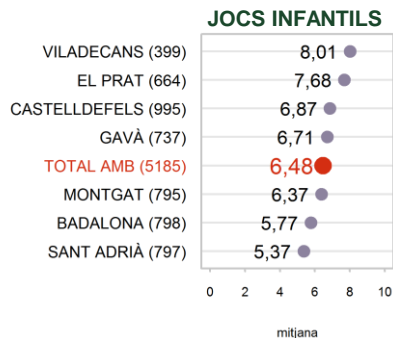 JOCS INFANTILS
VILADECANS (399) 8,01
EL PRAT (664) 7,68
CASTELLDEFELS (995) 6,87
GAVÀ (737) 6,71
TOTAL AMB (5185) 6,48
MONTGAT (795) 6,37
BADALONA (798) 5,77
SANT ADRIÀ (797) 5,37
0 2 4 6 8 10
mitjana